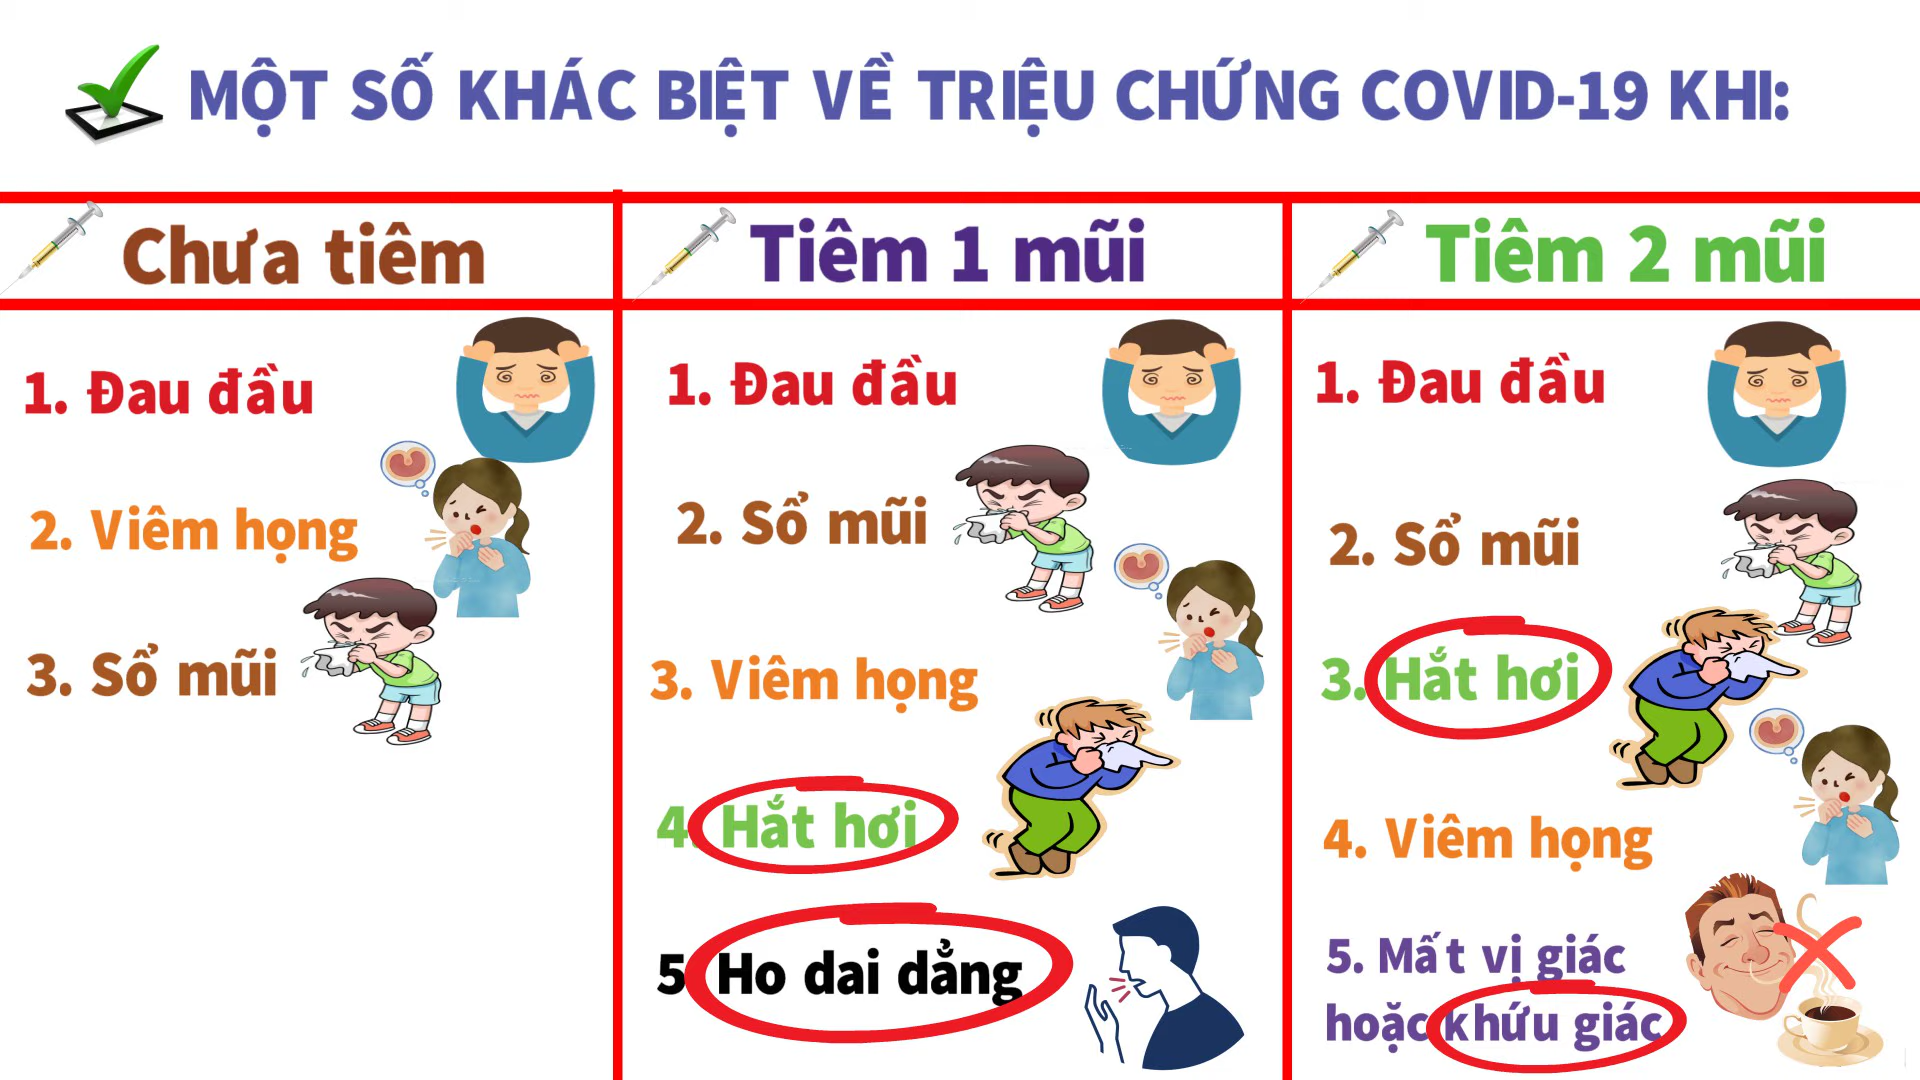 MỘT SỐ KHÁC BIỆT VỀ TRIỆU CHỨNG COVID-19 KHI:
Chưa tiêm
1. Đau đầu
2. Viêm họng
3. Sổ mũi
Tiêm 1 mũi
1. Đau đầu
2. Sổ mũi
3. Viêm họng
4. Hắt hơi
5 Ho dai dẳng
Tiêm 2 mũi
1. Đau đầu
2. Sổ mũi
3. Hắt hơi
4. Viêm họng
5. Mất vị giác
hoặc khứu giác